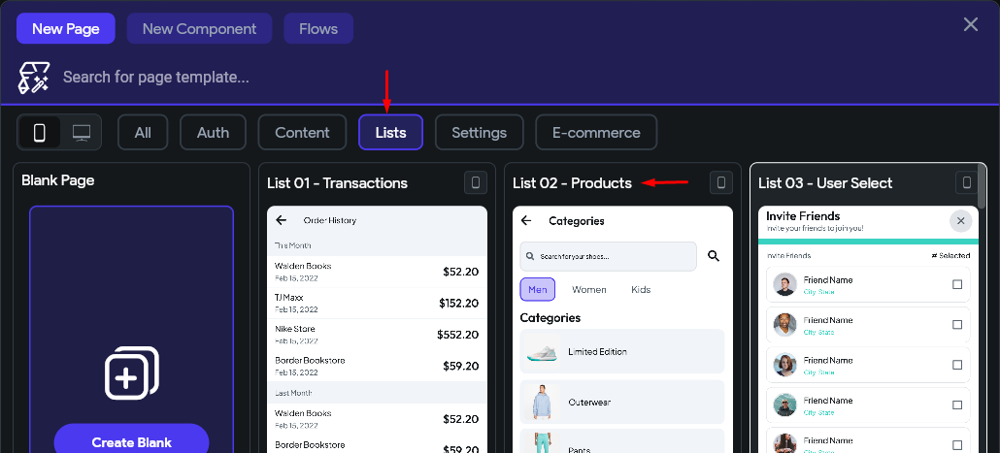 New Page
New Component
Flows
Search for page template...
All
Auth
Content
Lists
Settings
E-commerce
Blank Page
Create Blank
List 01 - Transactions
Order History
This Month
Walden Books
Feb 15, 2022
$52.20
TJ Maxx
Feb 15, 2022
$152.20
Nike Store
Feb 15, 2022
$552.20
Border Bookstore
Feb 15, 2022
$59.20
Last Month
Walden Books
Feb 15, 2022
$52.20
Border Bookstore
$59.20
List 02 - Products
Categories
Search for your shoes...
Men
Women
Kids
Categories
Limited Edition
Outerwear
Pants
List 03 - User Select
Invite Friends
Invite your friends to join you!
Invite Friends
# Selected
Friend Name
City, State
Friend Name
City, State
Friend Name
City, State
Friend Name
City, State
Friend Name
City, State